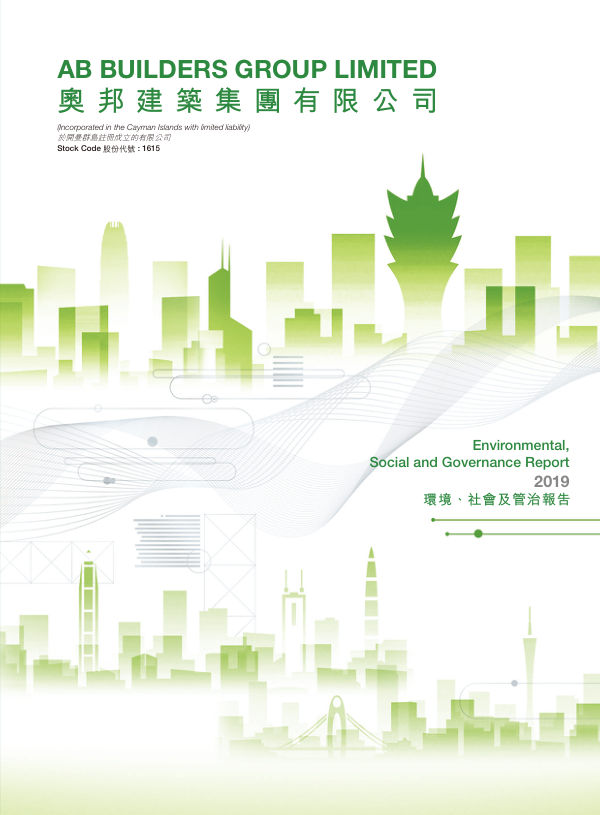 AB BUILDERS GROUP LIMITED
奧邦建築集團有限公司
(Incorporated in the Cayman Islands with limited liability)
於開曼群島註冊成立的有限公司
Stock Code 股份代號 : 1615
Environmental,
Social and Governance Report
2019
環境、社會及管治報告